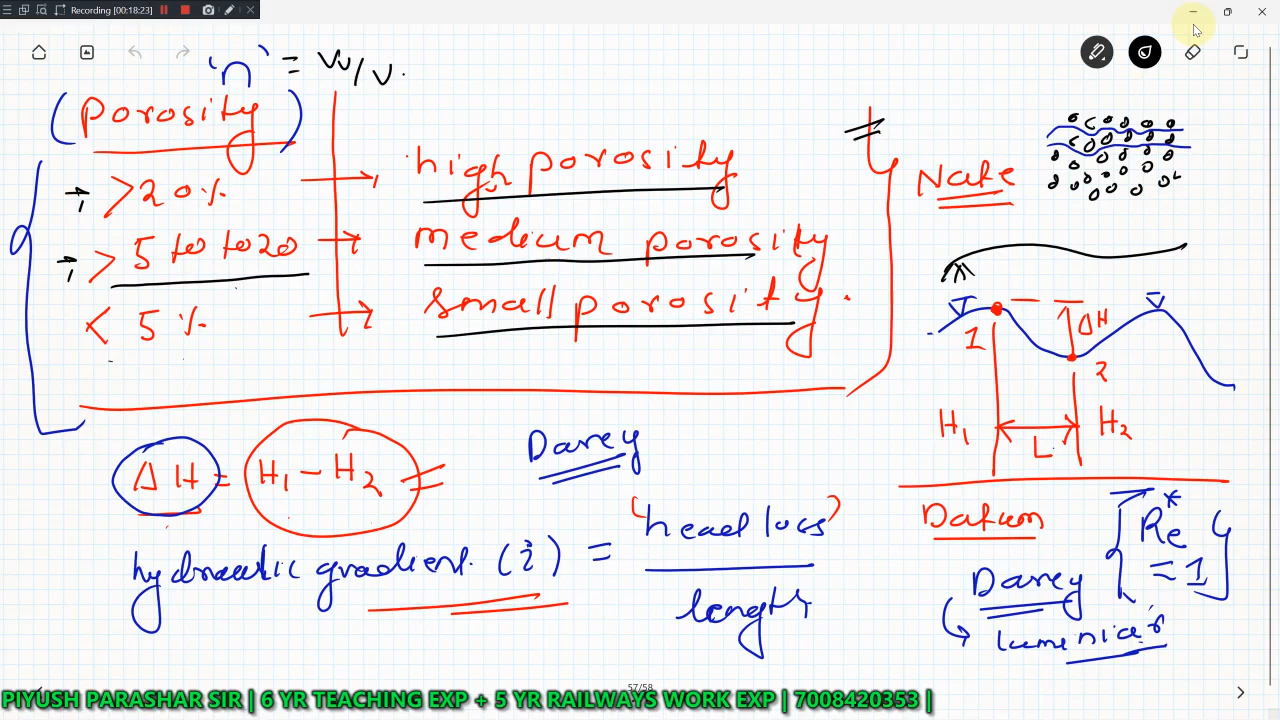 Recording [00:18:23]
'n' = Vv/V.
(Porosity)
> 20%
high porosity
> 5 to to 20
medium porosity
< 5%
small porosity.
Note
1
ΔH
2
H1
L
H2
Datum
ΔH = H1 - H2 =
Darcy
hydraulic gradient (i) = head loss
length
Re* = 1
Darcy
57/58
PIYUSH PARASHAR SIR | 6 YR TEACHING EXP + 5 YR RAILWAYS WORK EXP | 7008420353 |